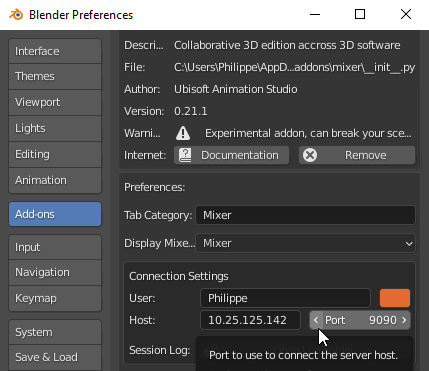 Blender Preferences
Interface
Themes
Viewport
Lights
Editing
Animation
Add-ons
Input
Navigation
Keymap
System
Save & Load
Descri... Collaborative 3D edition accross 3D software
File: C:\Users\Philippe\AppD...addons\mixer\__init__.py
Author: Ubisoft Animation Studio
Version: 0.21.1
Warni... Experimental addon, can break your sce...
Internet: Documentation Remove
Preferences:
Tab Category: Mixer
Display Mixe... Mixer
Connection Settings
User: Philippe
Host: 10.25.125.142 Port 9090
Session Log:
Port to use to connect the server host.